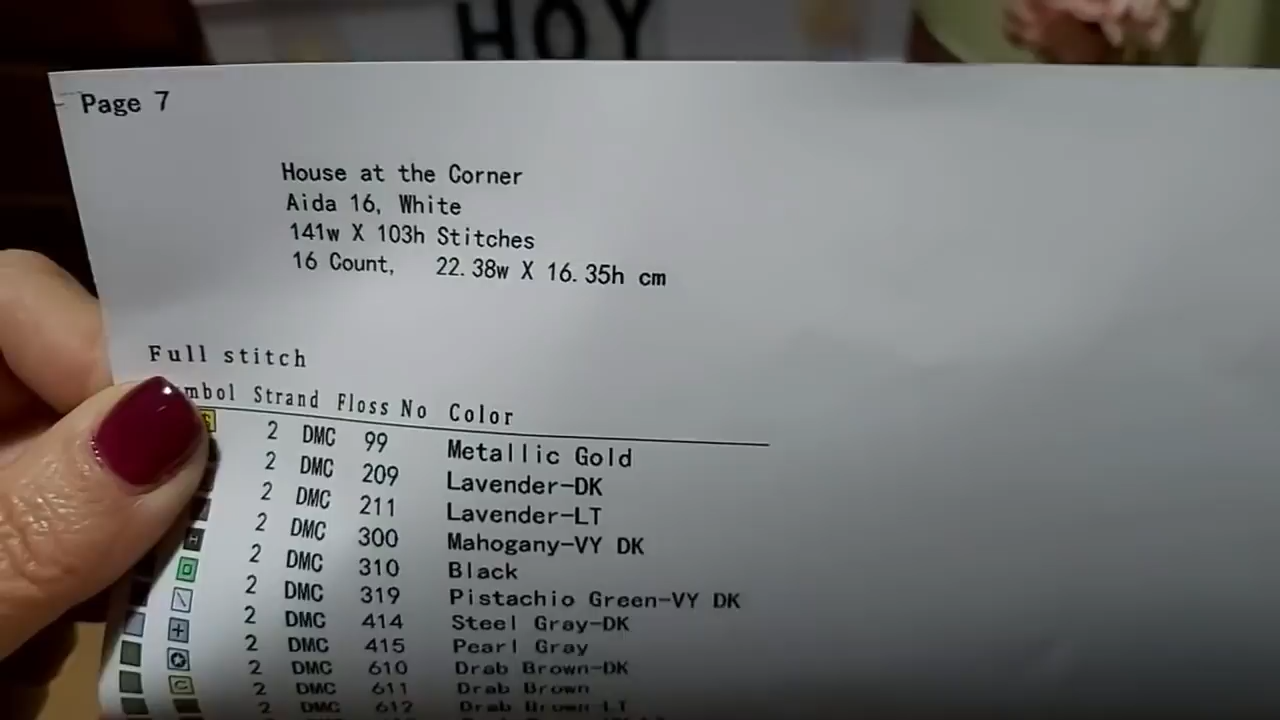 HOY
Page 7
House at the Corner
Aida 16, White
141w X 103h Stitches
16 Count, 22.38w X 16.35h cm
Full stitch
mbol Strand Floss No Color
2 DMC 99 Metallic Gold
2 DMC 209 Lavender-DK
2 DMC 211 Lavender-LT
2 DMC 300 Mahogany-VY DK
2 DMC 310 Black
2 DMC 319 Pistachio Green-VY DK
2 DMC 414 Steel Gray-DK
2 DMC 415 Pearl Gray
2 DMC 610 Drab Brown-DK
2 DMC 611 Drab Brown
2 DMC 612 Drab Brown-LT